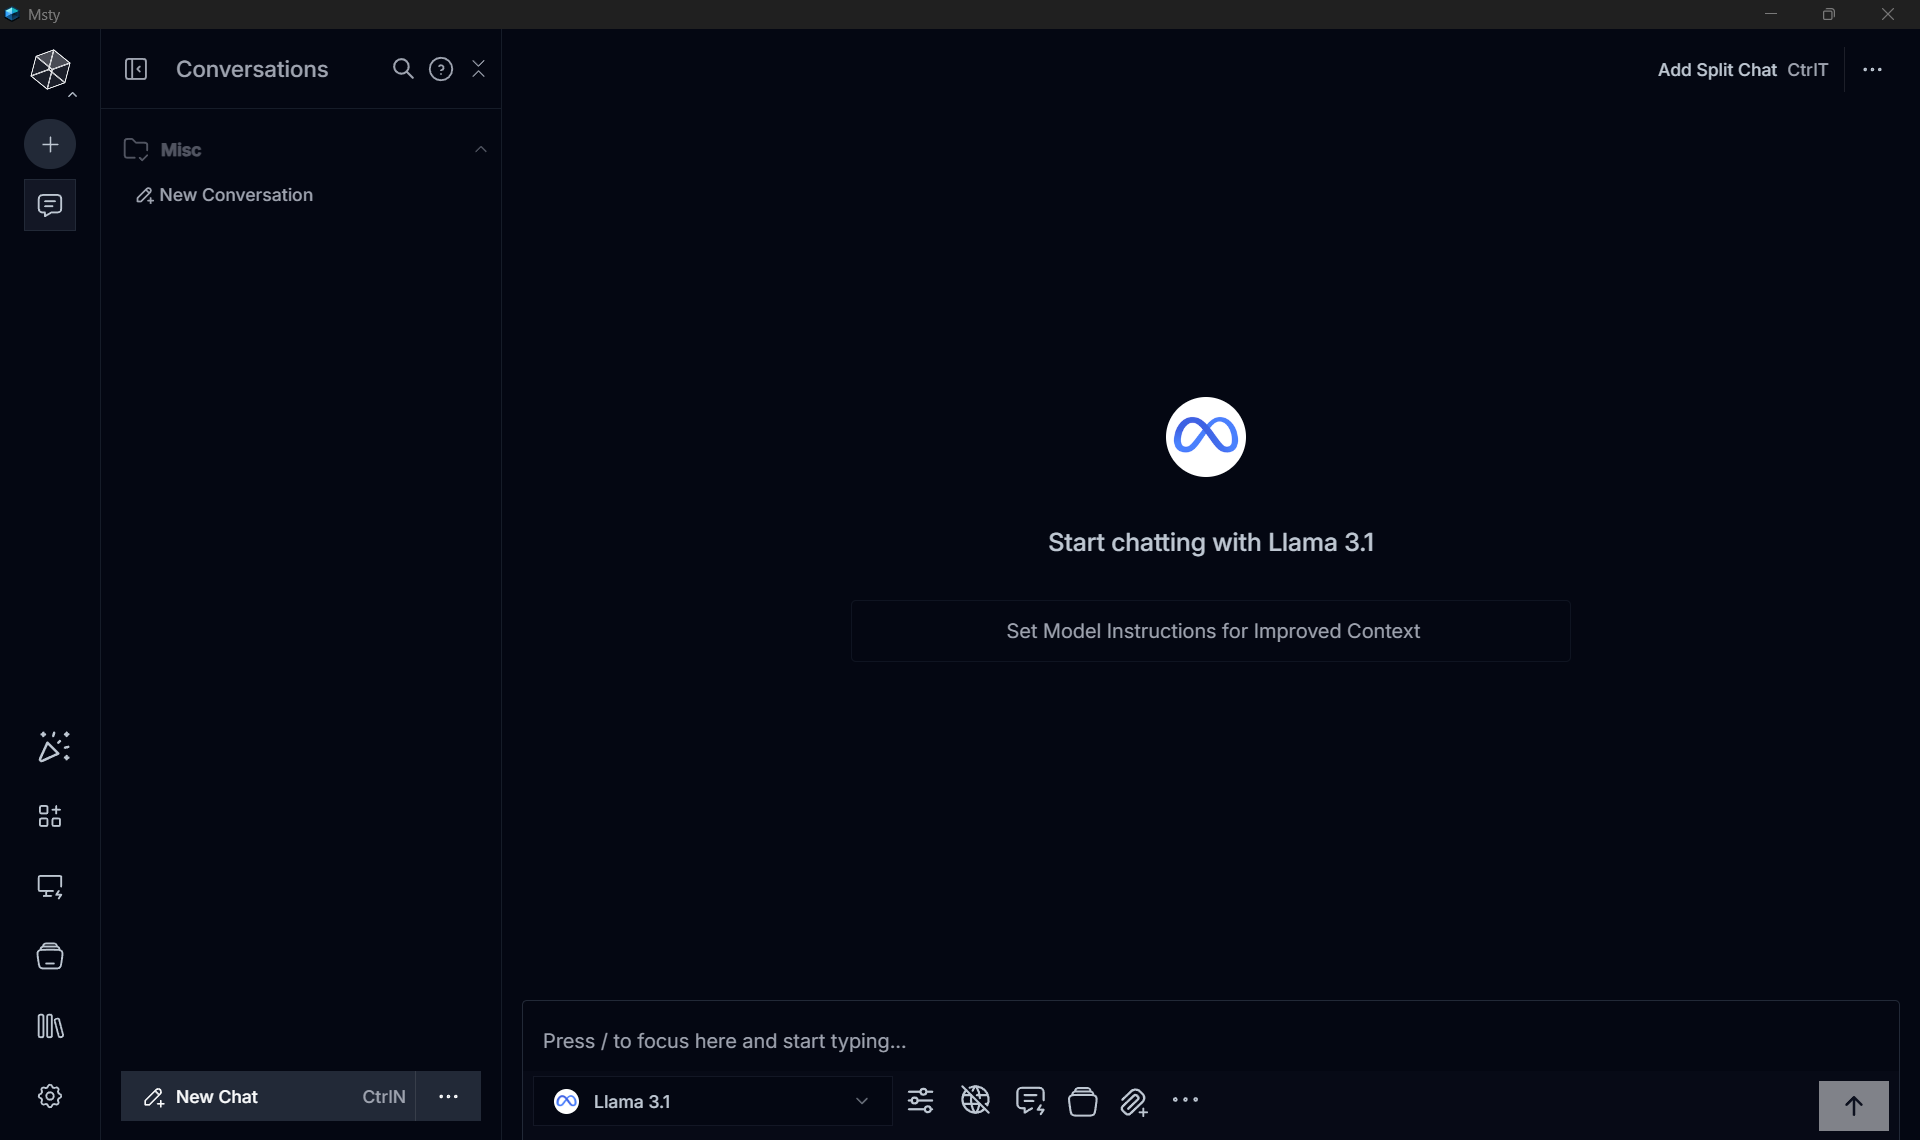 Msty
Conversations
Add Split Chat CtrlT
Misc
New Conversation
Start chatting with Llama 3.1
Set Model Instructions for Improved Context
Press / to focus here and start typing...
New Chat CtrlN
Llama 3.1